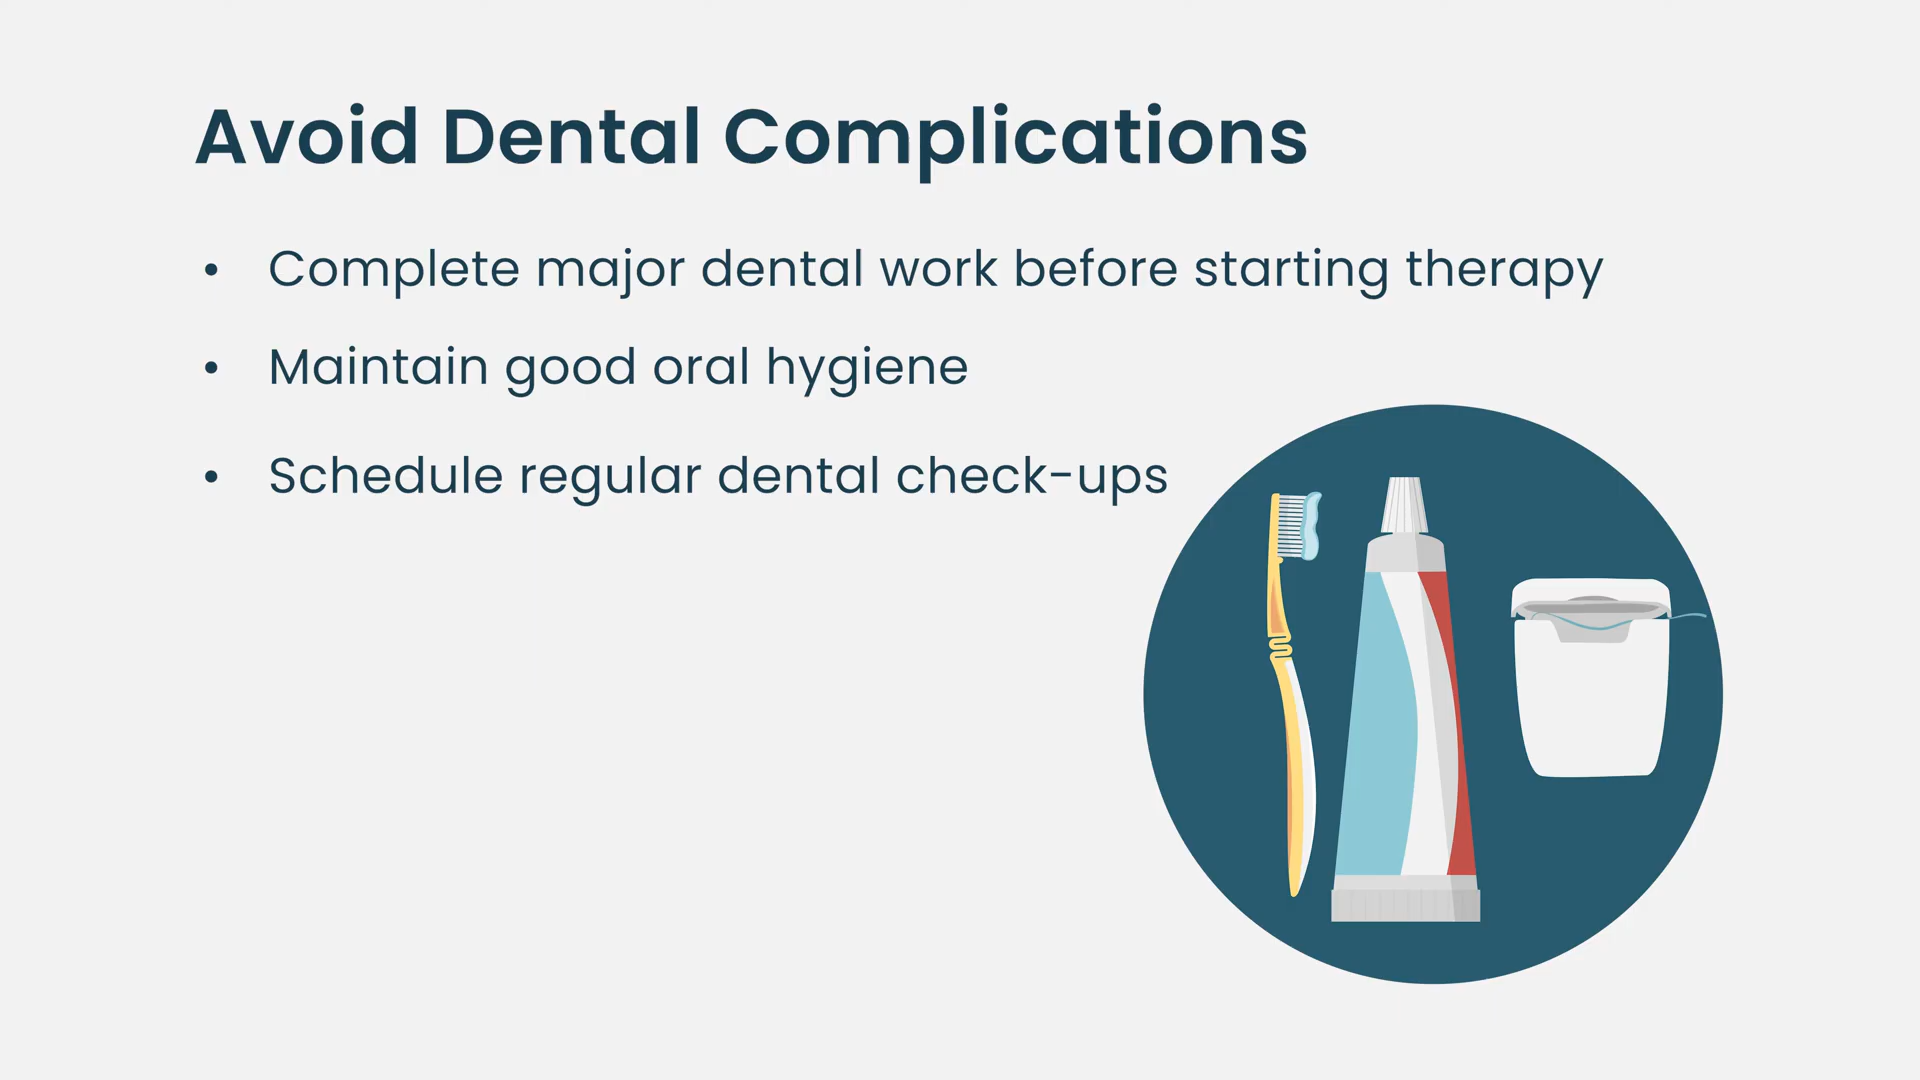 Avoid Dental Complications
• Complete major dental work before starting therapy
• Maintain good oral hygiene
• Schedule regular dental check-ups